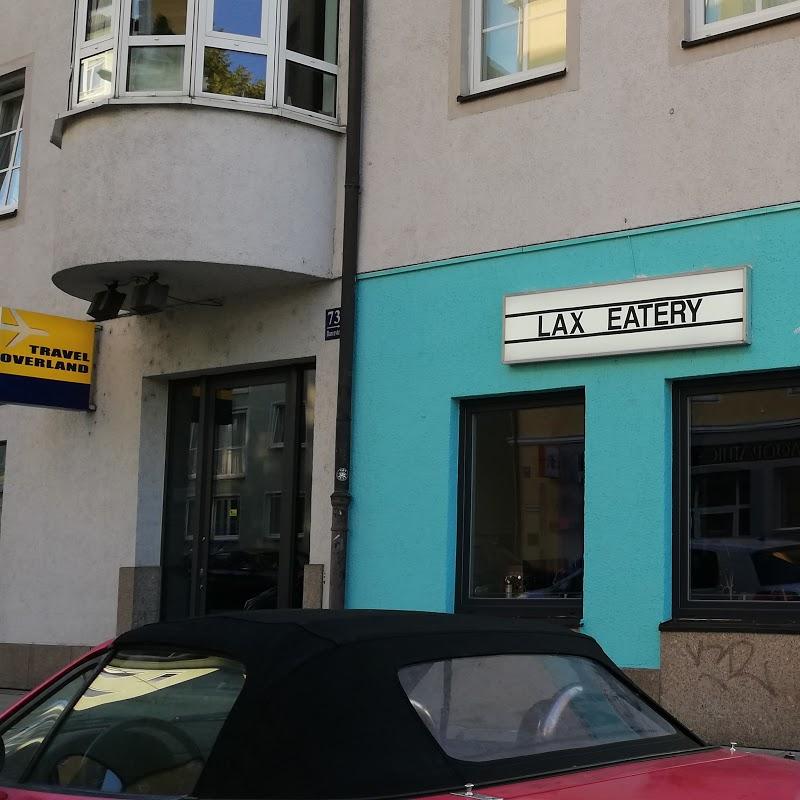 TRAVEL
OVERLAND
73
LAX EATERY